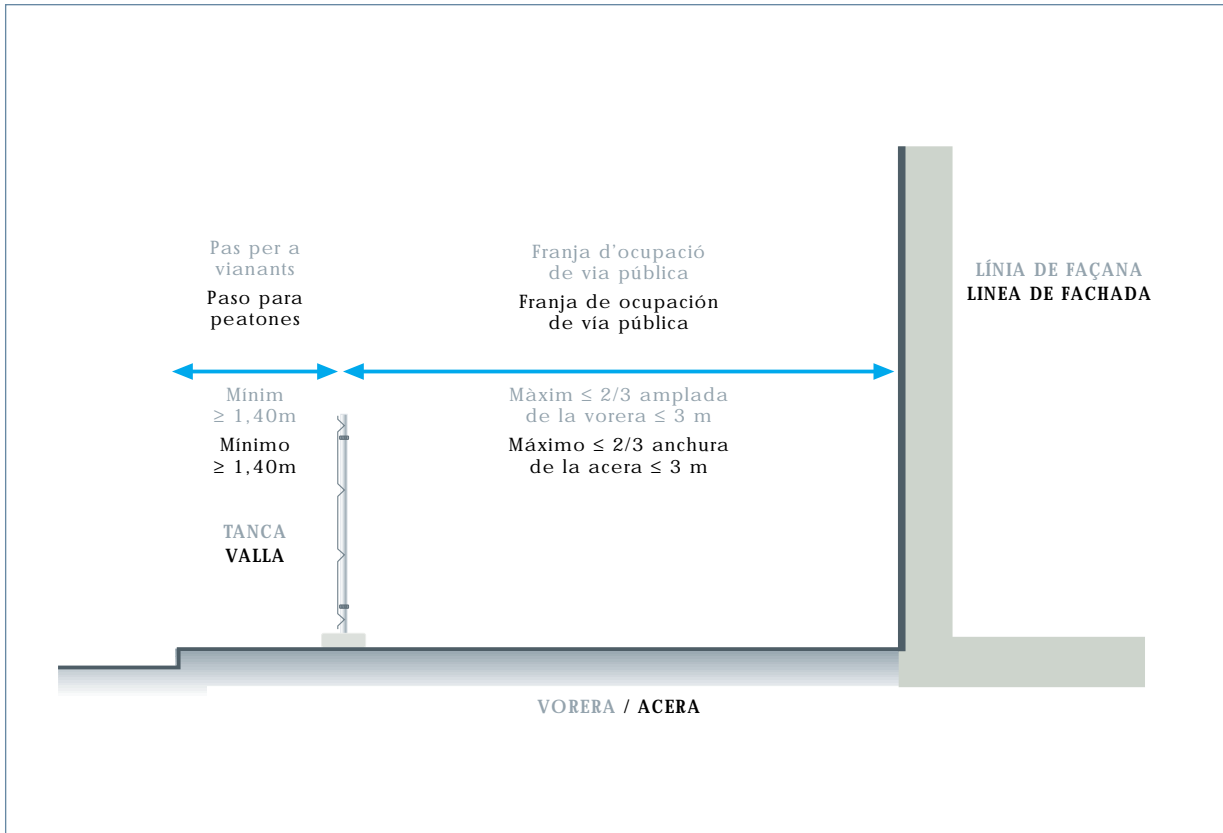 Pas per a
vianants
Paso para
peatones
Franja d'ocupació
de via pública
Franja de ocupación
de vía pública
LÍNIA DE FAÇANA
LINEA DE FACHADA
Mínim
≥ 1,40m
Mínimo
≥ 1,40m
Màxim ≤ 2/3 amplada
de la vorera ≤ 3 m
Máximo ≤ 2/3 anchura
de la acera ≤ 3 m
TANCA
VALLA
VORERA / ACERA